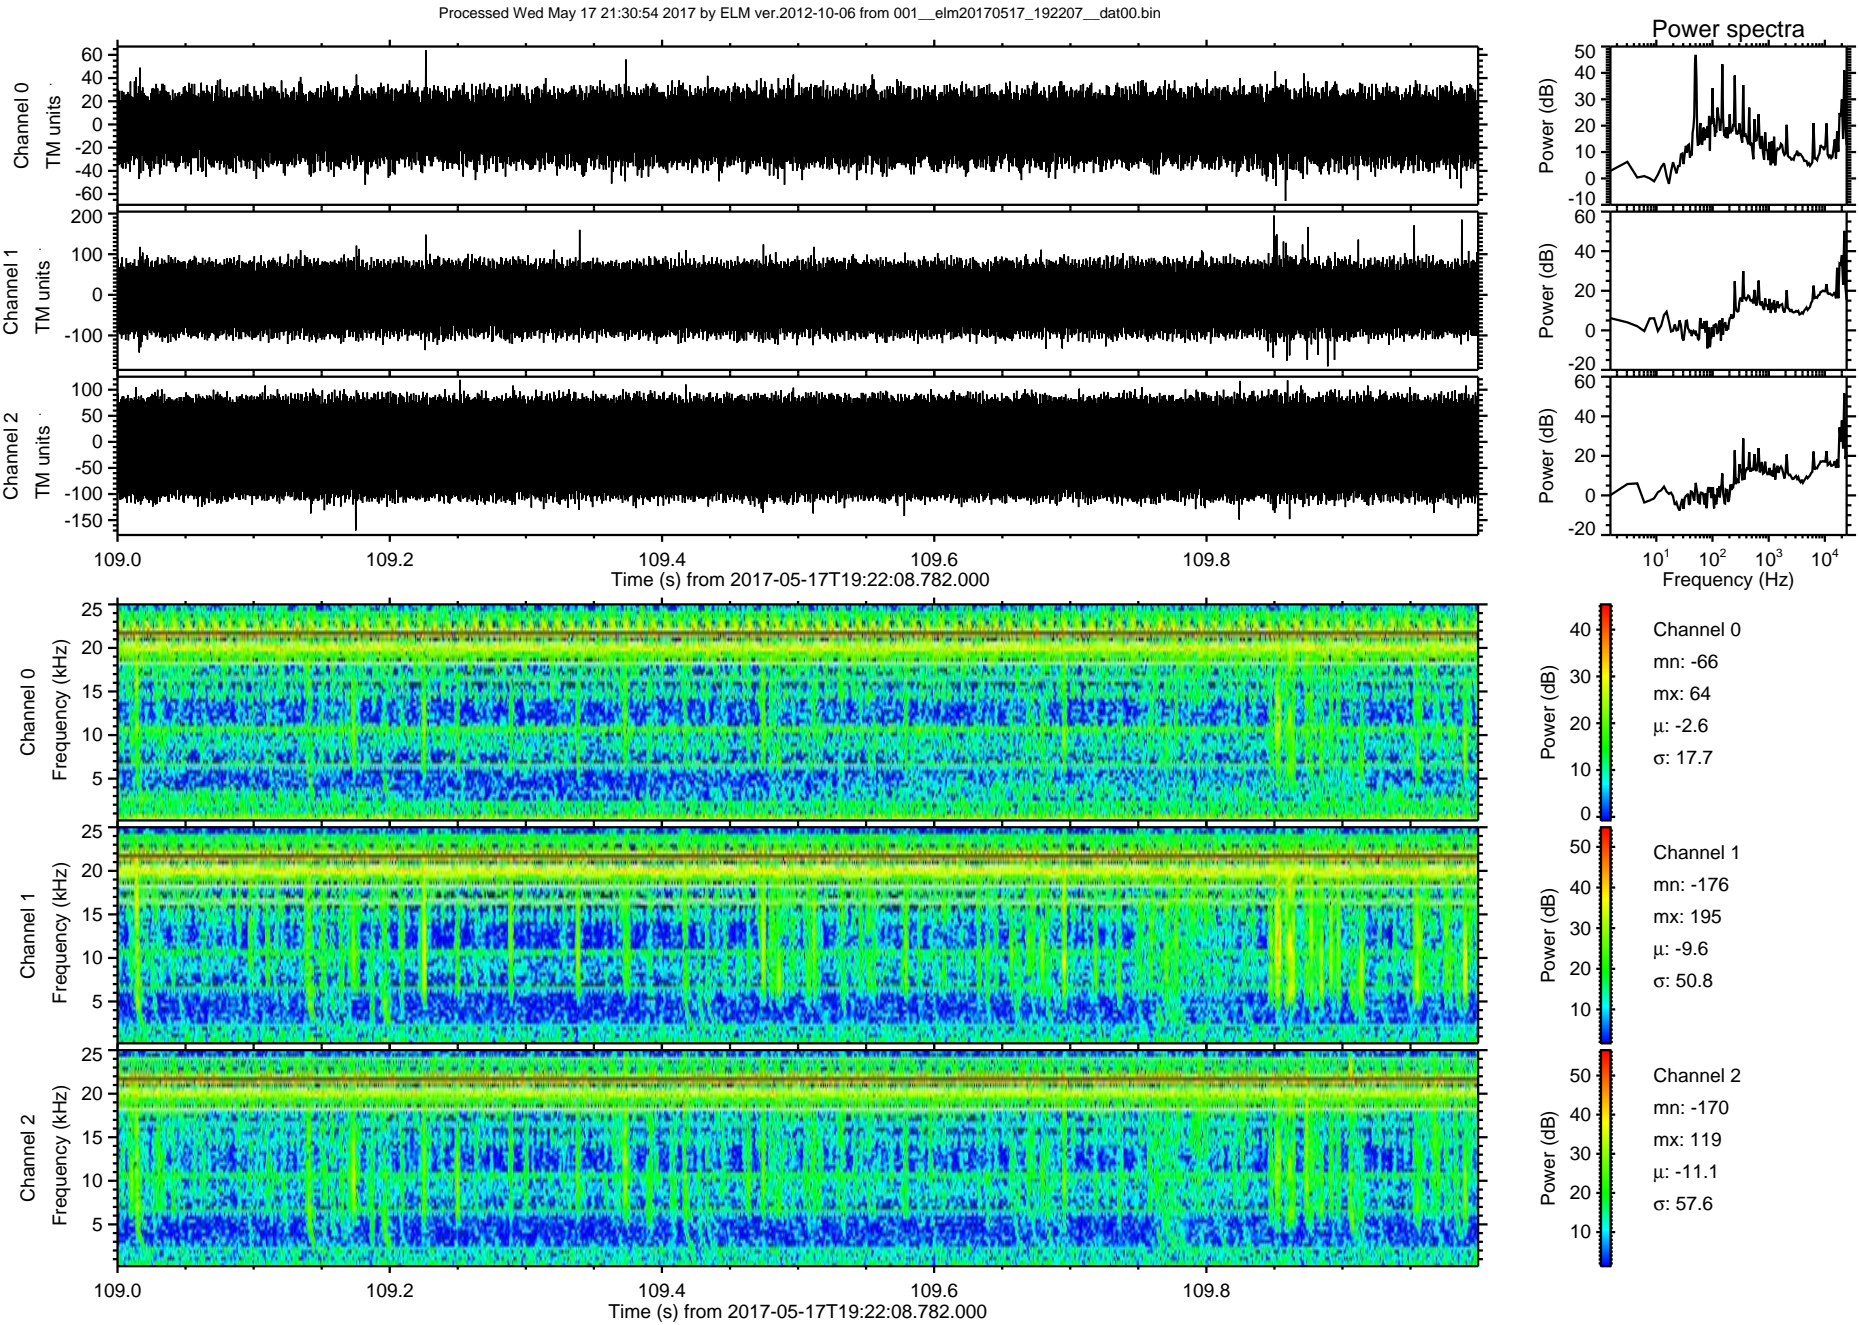 Processed Wed May 17 21:30:54 2017 by ELM ver.2012-10-06 from 001__elm20170517_192207__dat00.bin
Power spectra
Channel 0
TM units
60
40
20
0
-20
-40
-60
Power (dB)
50
40
30
20
10
0
-10
Channel 1
TM units
200
100
0
-100
Power (dB)
60
40
20
0
-20
Channel 2
TM units
100
50
0
-50
-100
-150
Power (dB)
60
40
20
0
-20
109.0 109.2 109.4 109.6 109.8
Time (s) from 2017-05-17T19:22:08.782.000
10¹ 10² 10³ 10⁴
Frequency (Hz)
Channel 0
Frequency (kHz)
25
20
15
10
5
Power (dB)
40
30
20
10
0
Channel 0
mn: -66
mx: 64
μ: -2.6
σ: 17.7
Channel 1
Frequency (kHz)
25
20
15
10
5
Power (dB)
50
40
30
20
10
Channel 1
mn: -176
mx: 195
μ: -9.6
σ: 50.8
Channel 2
Frequency (kHz)
25
20
15
10
5
Power (dB)
50
40
30
20
10
Channel 2
mn: -170
mx: 119
μ: -11.1
σ: 57.6
109.0 109.2 109.4 109.6 109.8
Time (s) from 2017-05-17T19:22:08.782.000